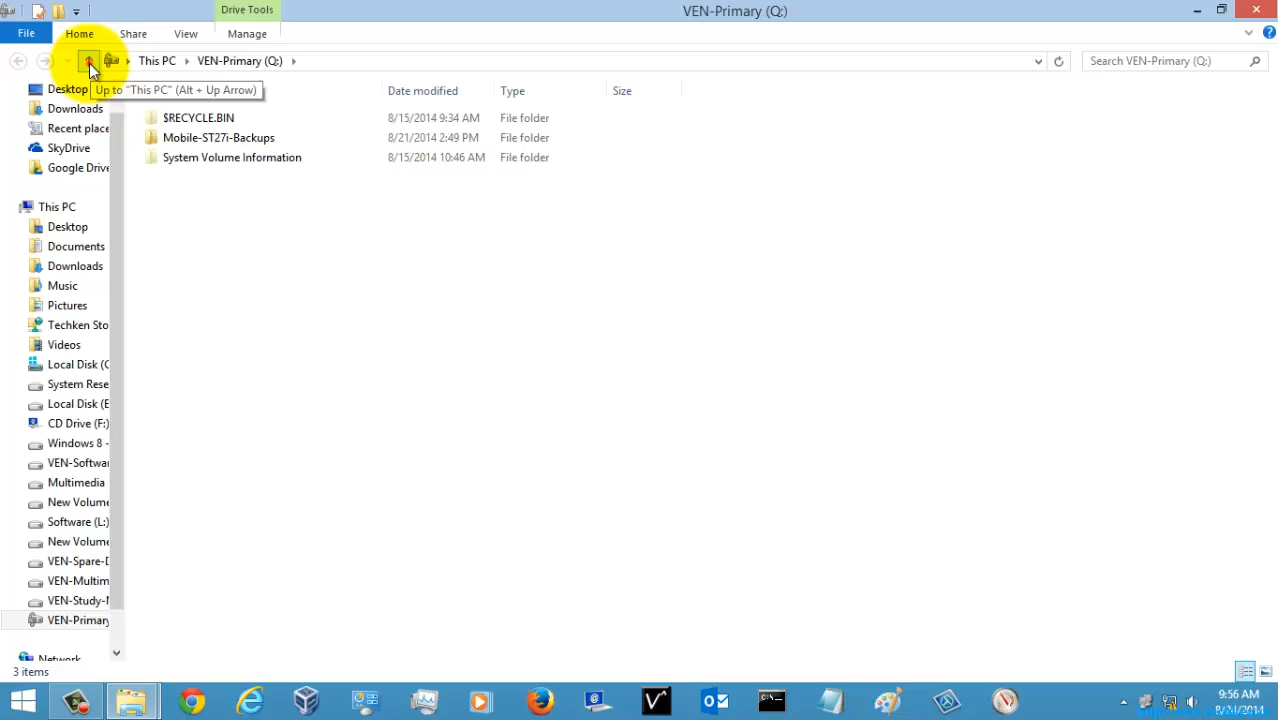 Drive Tools
VEN-Primary (Q:)
File
Home
Share
View
Manage
This PC
VEN-Primary (Q:)
Search VEN-Primary (Q:)
Up to "This PC" (Alt + Up Arrow)
Date modified
Type
Size
$RECYCLE.BIN
8/15/2014 9:34 AM
File folder
Mobile-ST27i-Backups
8/21/2014 2:49 PM
File folder
System Volume Information
8/15/2014 10:46 AM
File folder
Desktop
Downloads
Recent place
SkyDrive
Google Drive
This PC
Desktop
Documents
Downloads
Music
Pictures
Techken Sto
Videos
Local Disk (C
System Rese
Local Disk (E
CD Drive (F:)
Windows 8 -
VEN-Softwa
Multimedia
New Volume
Software (L:)
New Volume
VEN-Spare-D
VEN-Multim
VEN-Study-M
VEN-Primary
Network
3 items
9:56 AM